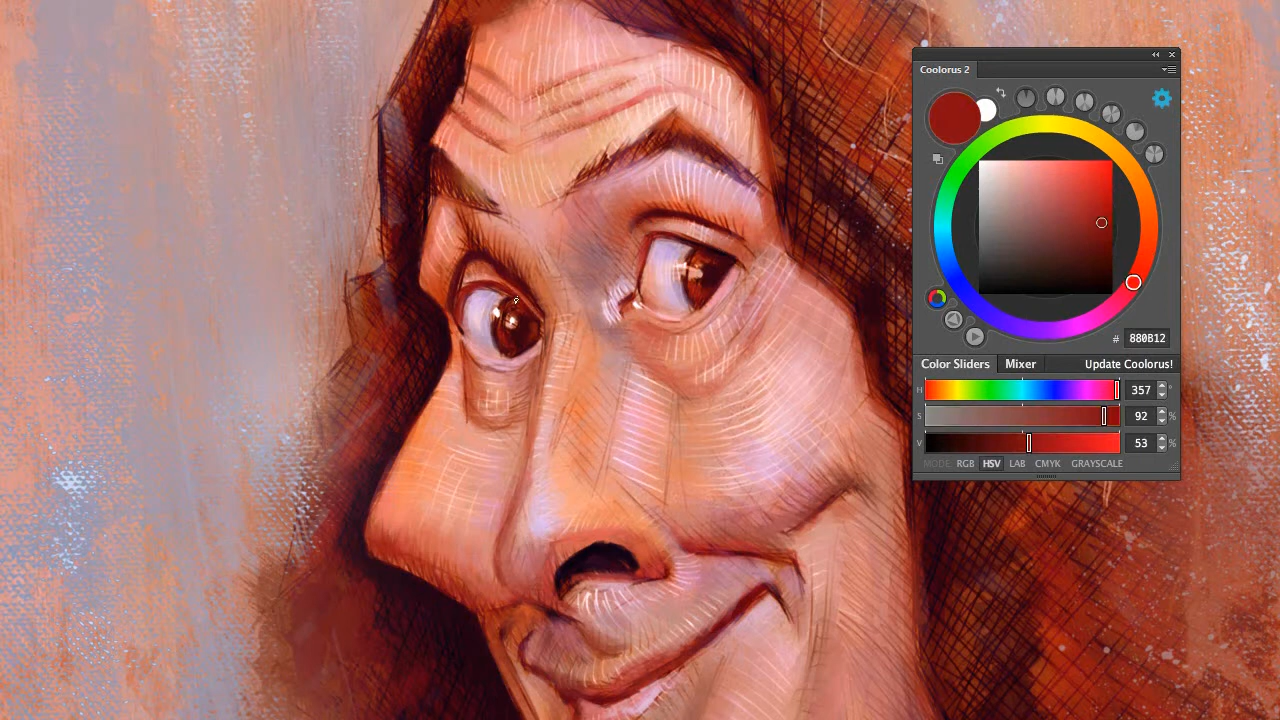 Coolorus 2
# 880B12
Color Sliders Mixer Update Coolorus!
H 357 °
S 92 %
V 53 %
MODE: RGB HSV LAB CMYK GRAYSCALE